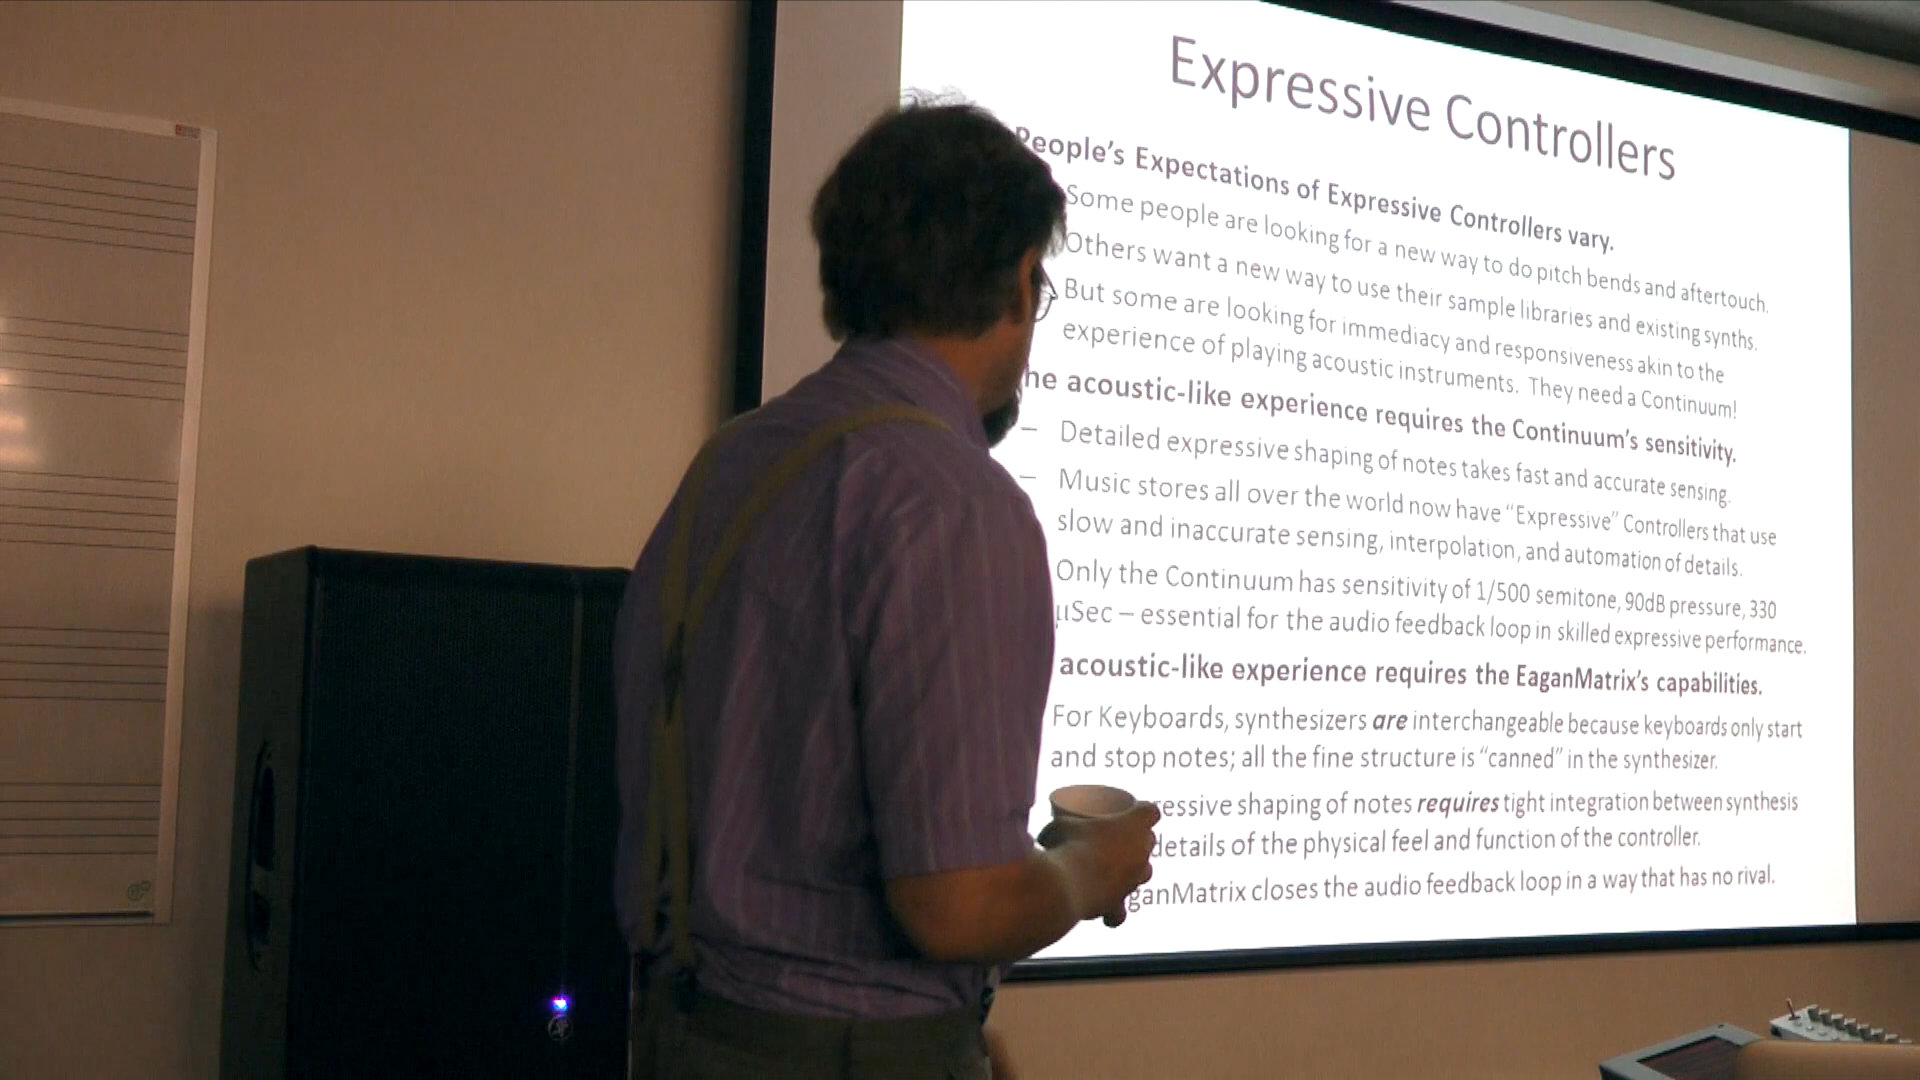 Expressive Controllers
People's Expectations of Expressive Controllers vary.
Some people are looking for a new way to do pitch bends and aftertouch.
Others want a new way to use their sample libraries and existing synths.
But some are looking for immediacy and responsiveness akin to the
experience of playing acoustic instruments. They need a Continuum!
he acoustic-like experience requires the Continuum's sensitivity.
– Detailed expressive shaping of notes takes fast and accurate sensing.
– Music stores all over the world now have "Expressive" Controllers that use
slow and inaccurate sensing, interpolation, and automation of details.
Only the Continuum has sensitivity of 1/500 semitone, 90dB pressure, 330
µSec – essential for the audio feedback loop in skilled expressive performance.
acoustic-like experience requires the EaganMatrix's capabilities.
For Keyboards, synthesizers are interchangeable because keyboards only start
and stop notes; all the fine structure is "canned" in the synthesizer.
ressive shaping of notes requires tight integration between synthesis
details of the physical feel and function of the controller.
ganMatrix closes the audio feedback loop in a way that has no rival.